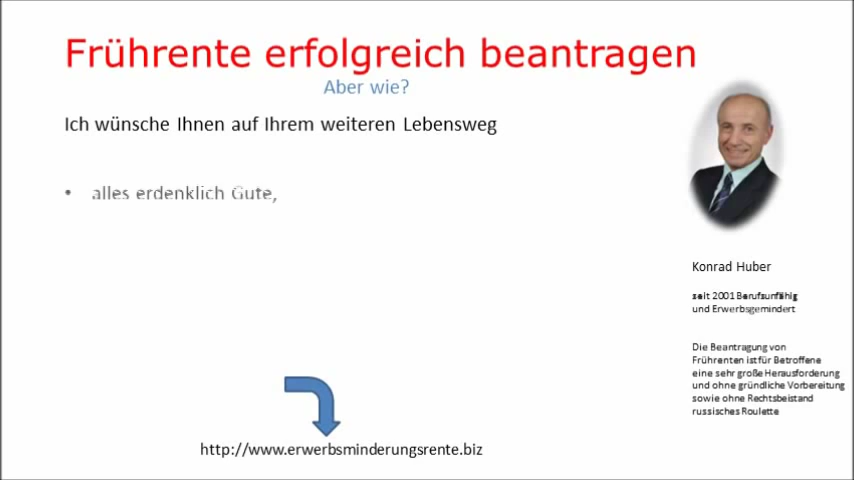 Frührente erfolgreich beantragen
Aber wie?
Ich wünsche Ihnen auf Ihrem weiteren Lebensweg
• alles erdenklich Gute,
Konrad Huber
seit 2001 Berufsunfähig
und Erwerbsgemindert
Die Beantragung von
Frührenten ist für Betroffene
eine sehr große Herausforderung
und ohne gründliche Vorbereitung
sowie ohne Rechtsbeistand
russisches Roulette
http://www.erwerbsminderungsrente.biz